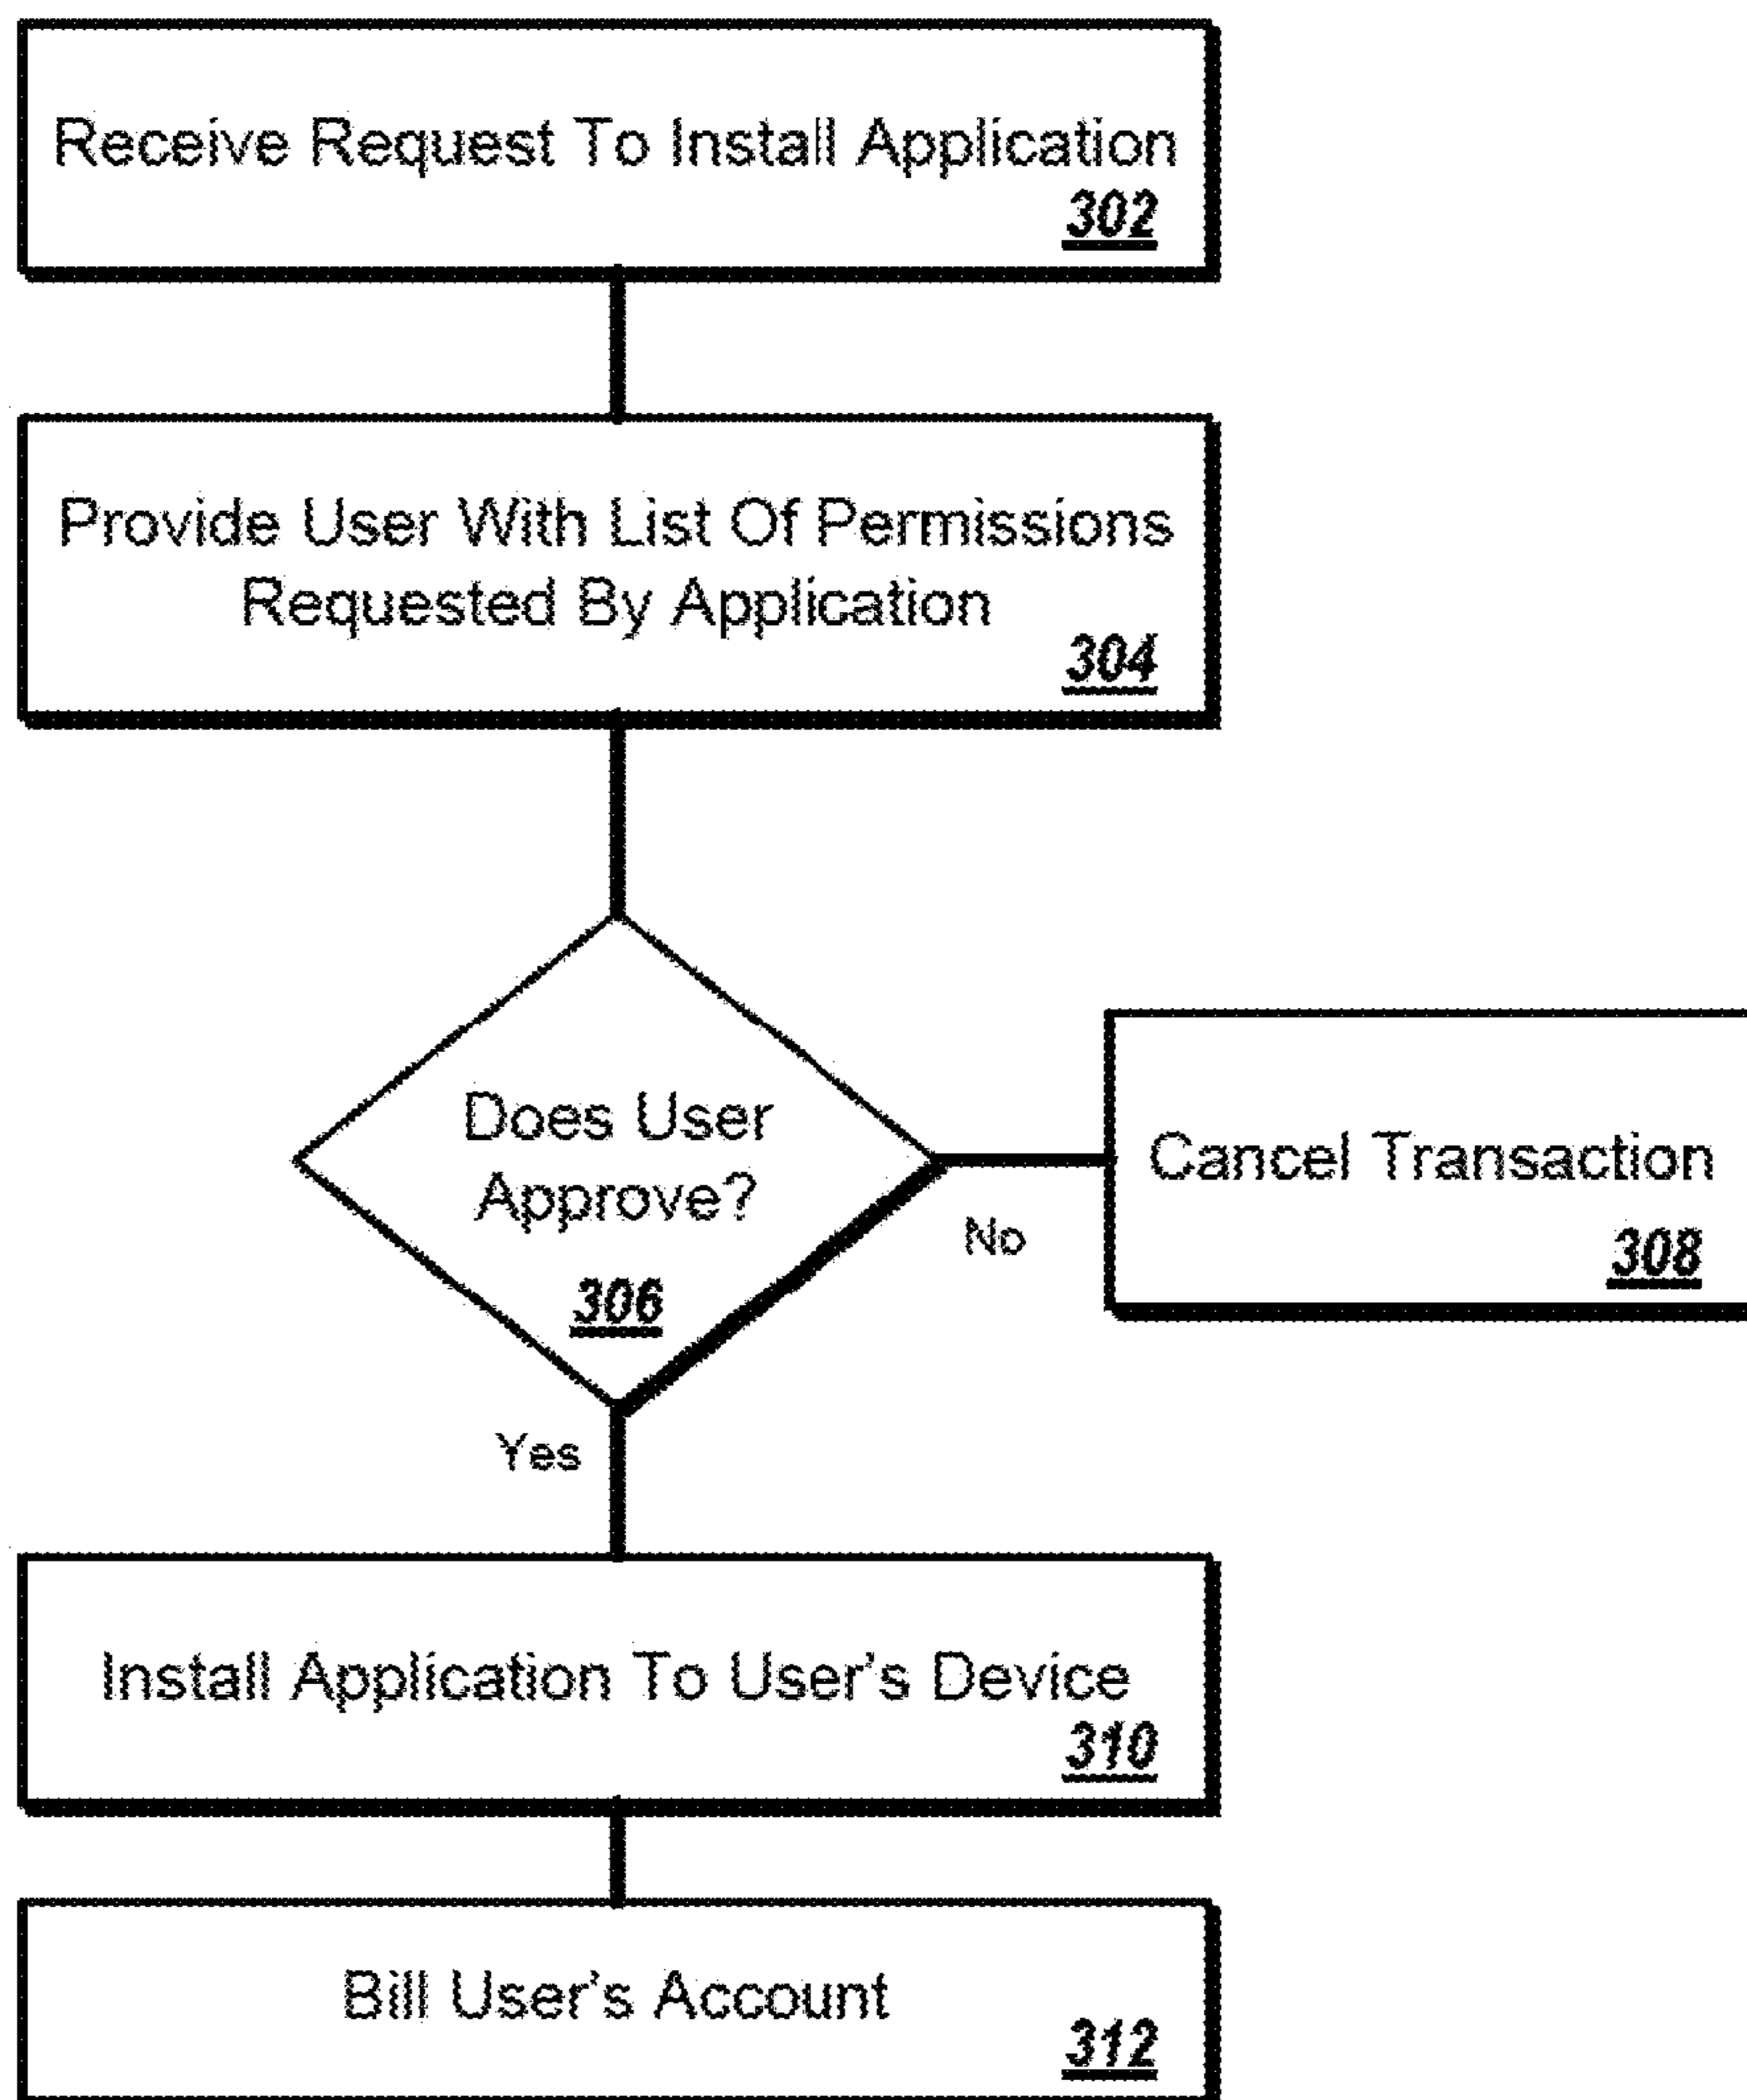 Receive Request To Install Application
302
Provide User With List Of Permissions
Requested By Application
304
Does User
Approve?
306
No
Cancel Transaction
308
Yes
Install Application To User's Device
310
Bill User's Account
312